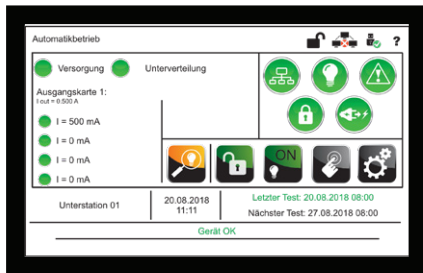 Automatikbetrieb
?
Versorgung
Unterverteilung
Ausgangskarte 1:
I out = 0.500 A
I = 500 mA
I = 0 mA
I = 0 mA
I = 0 mA
ON
Unterstation 01
20.08.2018
11:11
Letzter Test: 20.08.2018 08:00
Nächster Test: 27.08.2018 08:00
Gerät OK